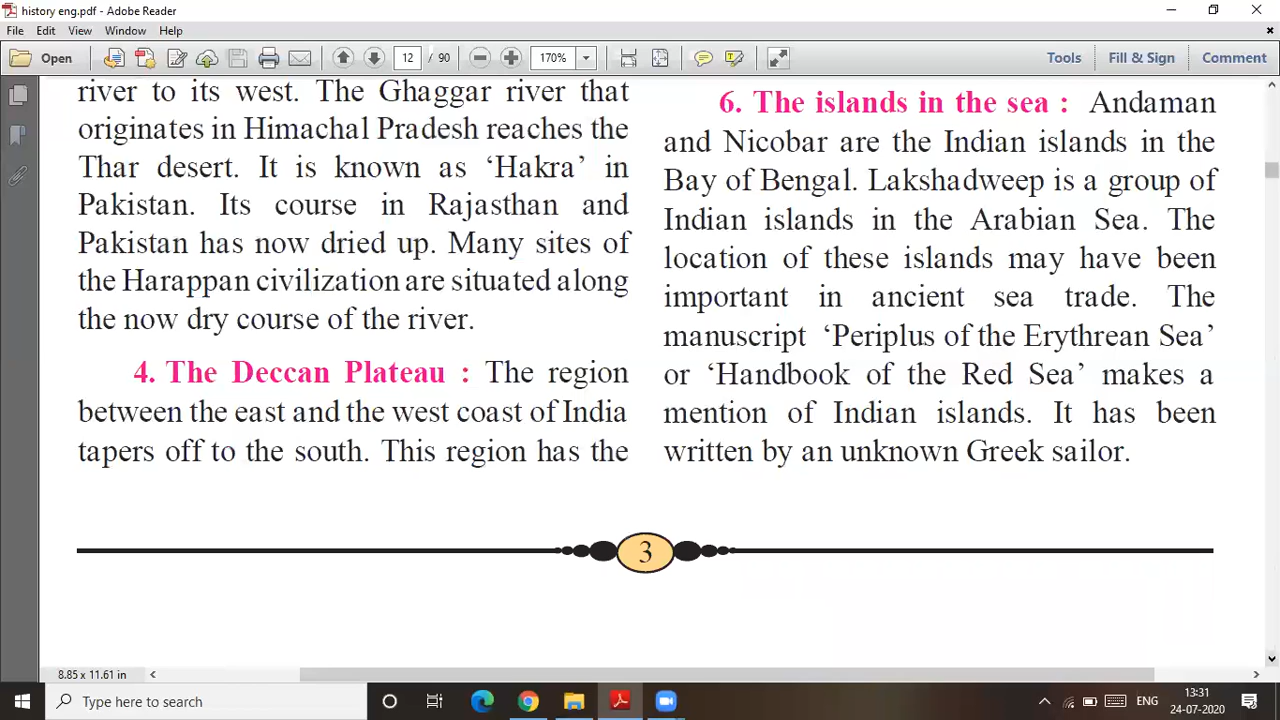 history eng.pdf - Adobe Reader
File Edit View Window Help
Open 12 / 90 170% Tools Fill & Sign Comment
river to its west. The Ghaggar river that
originates in Himachal Pradesh reaches the
Thar desert. It is known as ‘Hakra’ in
Pakistan. Its course in Rajasthan and
Pakistan has now dried up. Many sites of
the Harappan civilization are situated along
the now dry course of the river.
4. The Deccan Plateau : The region
between the east and the west coast of India
tapers off to the south. This region has the
6. The islands in the sea : Andaman
and Nicobar are the Indian islands in the
Bay of Bengal. Lakshadweep is a group of
Indian islands in the Arabian Sea. The
location of these islands may have been
important in ancient sea trade. The
manuscript ‘Periplus of the Erythrean Sea’
or ‘Handbook of the Red Sea’ makes a
mention of Indian islands. It has been
written by an unknown Greek sailor.
3
8.85 x 11.61 in
Type here to search
ENG
13:31
24-07-2020